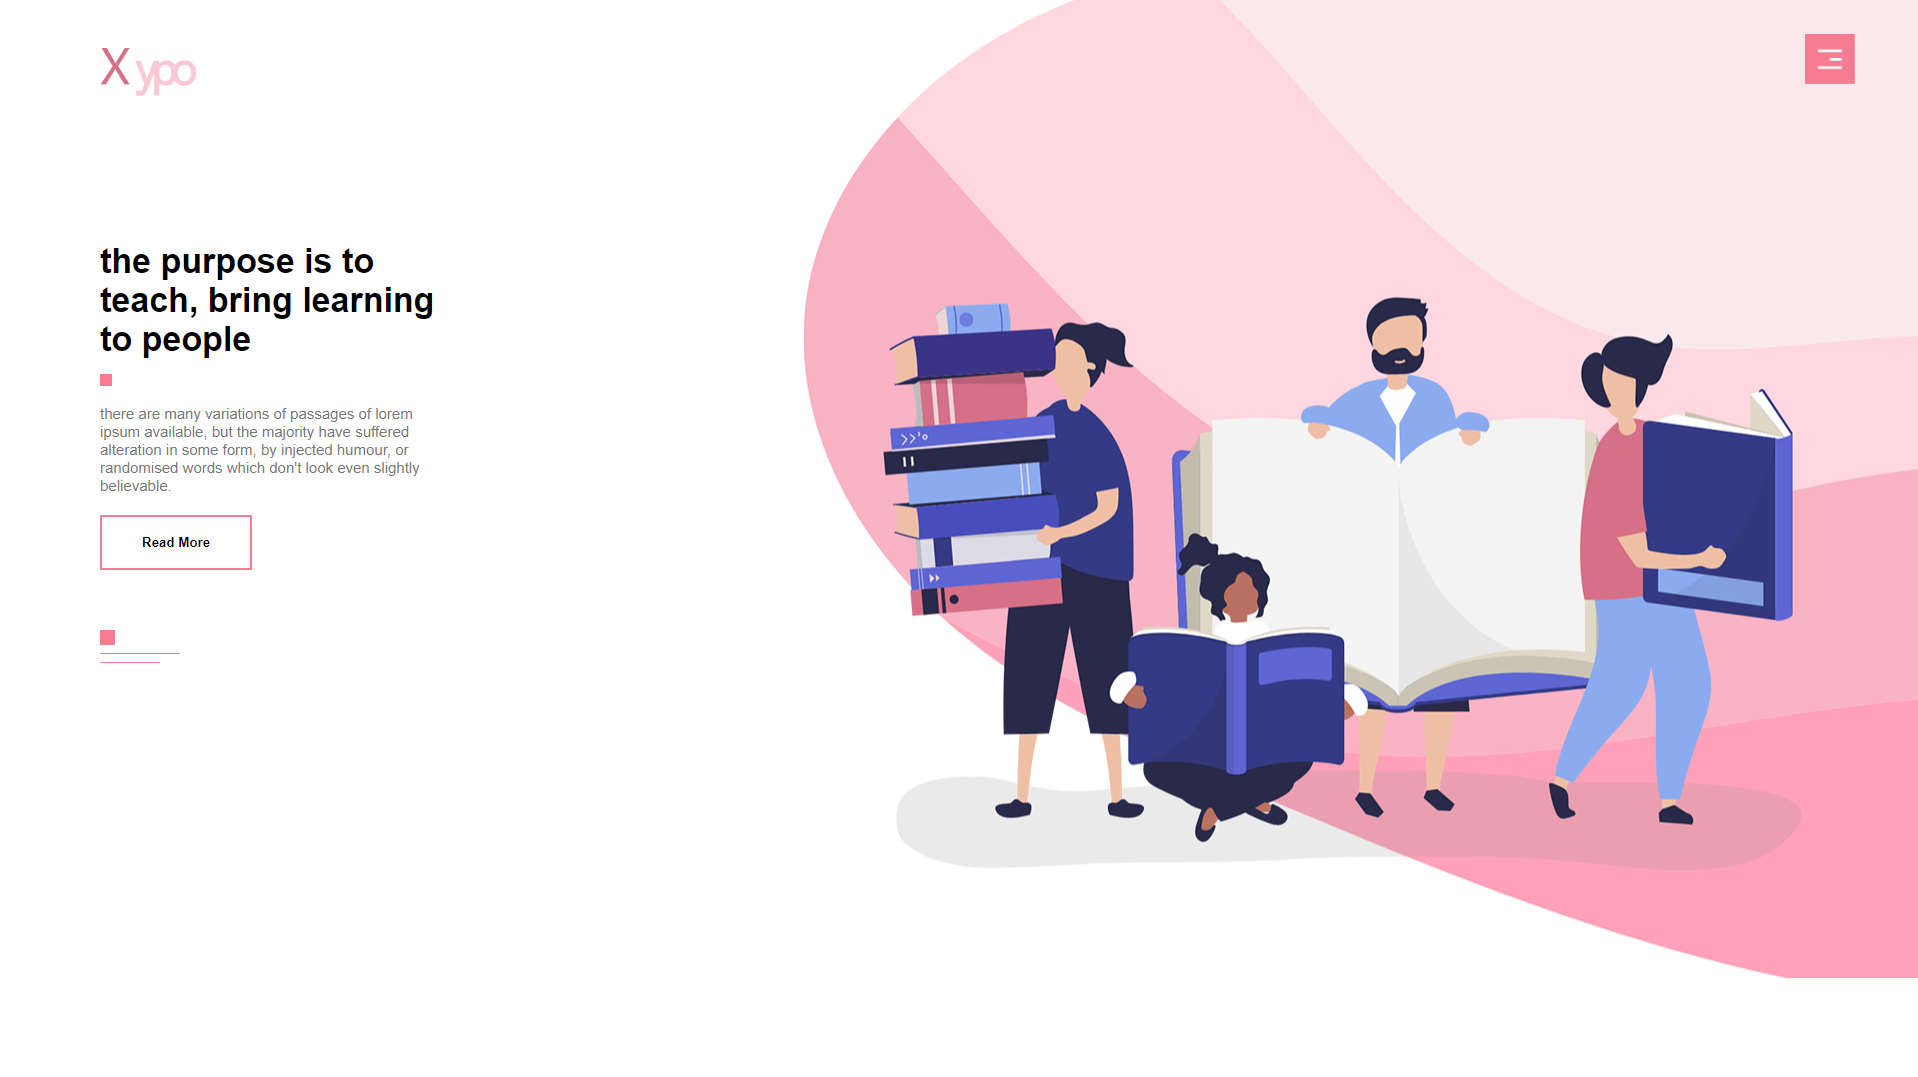 X ypo
the purpose is to
teach, bring learning
to people
there are many variations of passages of lorem
ipsum available, but the majority have suffered
alteration in some form, by injected humour, or
randomised words which don't look even slightly
believable.
Read More